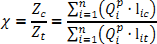 χ = Z_c / Z_t = ∑_{i=1}^{n}(Q_i^p · l_{ic}) / ∑_{i=1}^{n}(Q_i^p · l_{it})